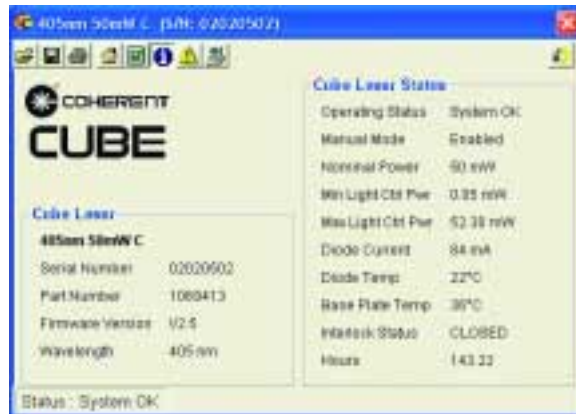 405nm 50mW C (S/N: 02020502)
COHERENT
CUBE
Cube Laser
405nm 50mW C
Serial Number 02020502
Part Number 1069413
Firmware Version V2.5
Wavelength 405 nm
Cube Laser Status
Operating Status System OK
Manual Mode Enabled
Nominal Power 50 mW
Min Light Ctrl Pwr 0.85 mW
Max Light Ctrl Pwr 52.30 mW
Diode Current 84 mA
Diode Temp 22°C
Base Plate Temp 36°C
Interlock Status CLOSED
Hours 143.22
Status : System OK